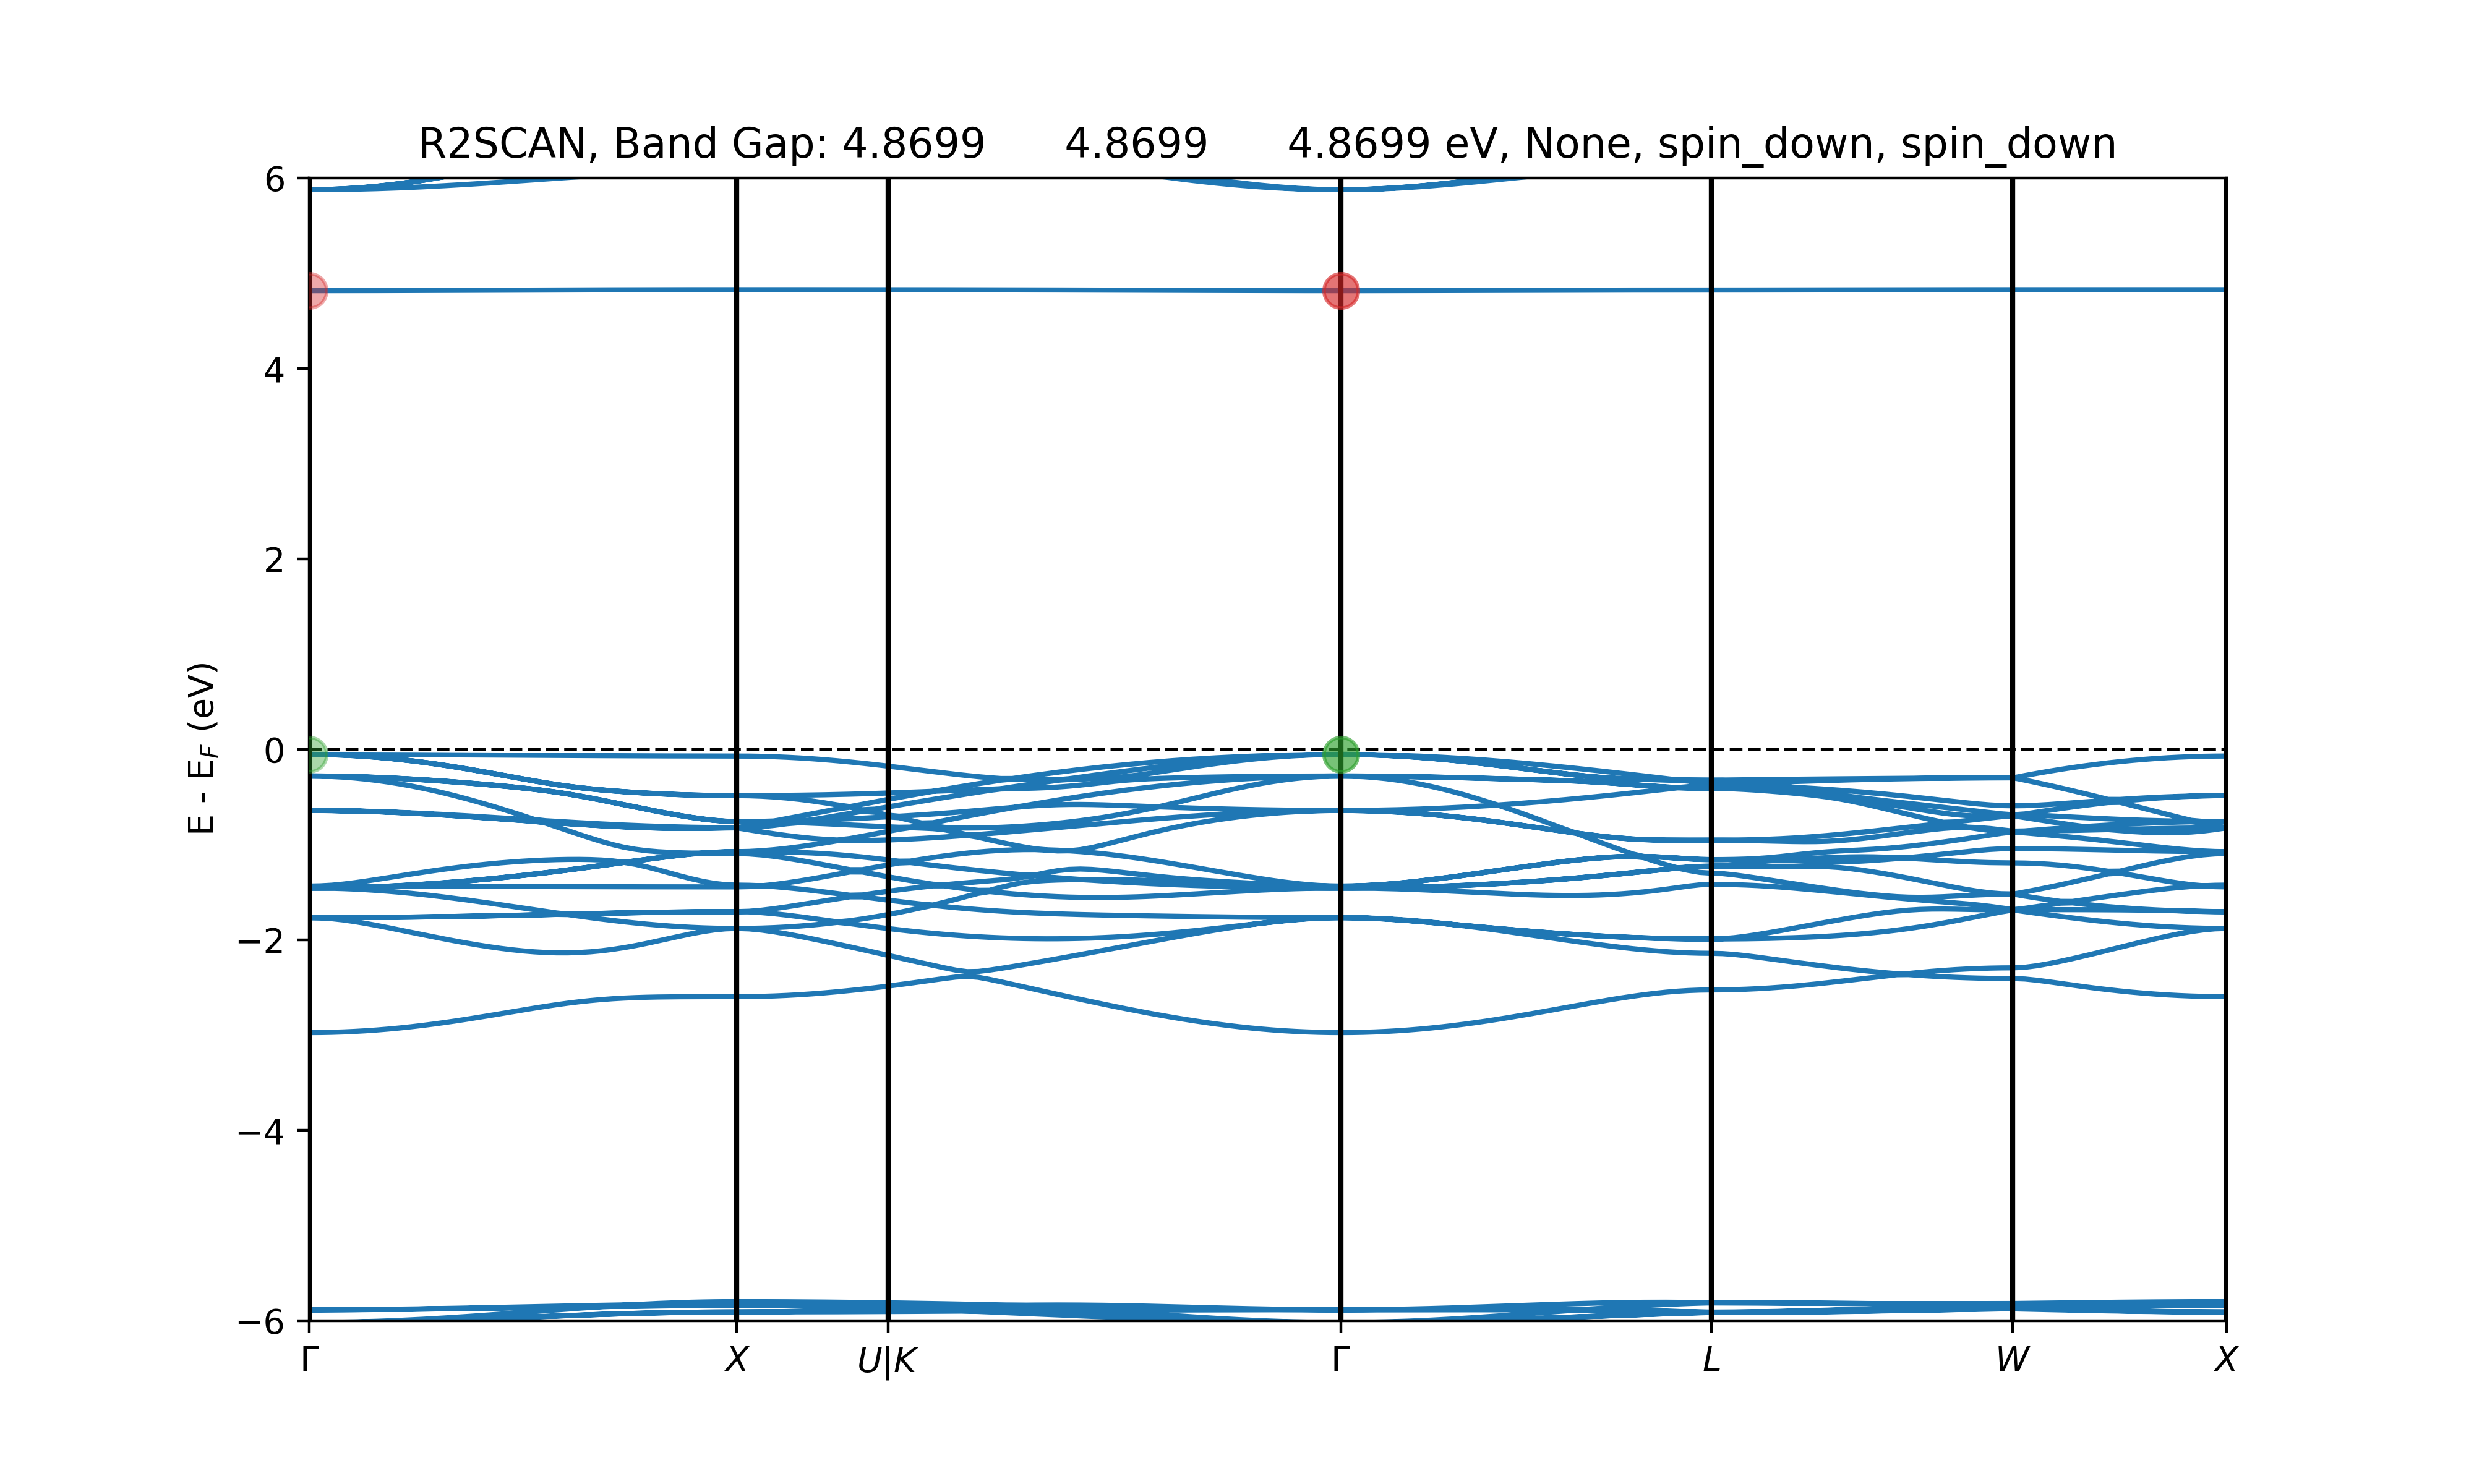 R2SCAN, Band Gap: 4.8699 4.8699 4.8699 eV, None, spin_down, spin_down
E - E_F (eV)
6
4
2
0
−2
−4
−6
Γ X U|K Γ L W X